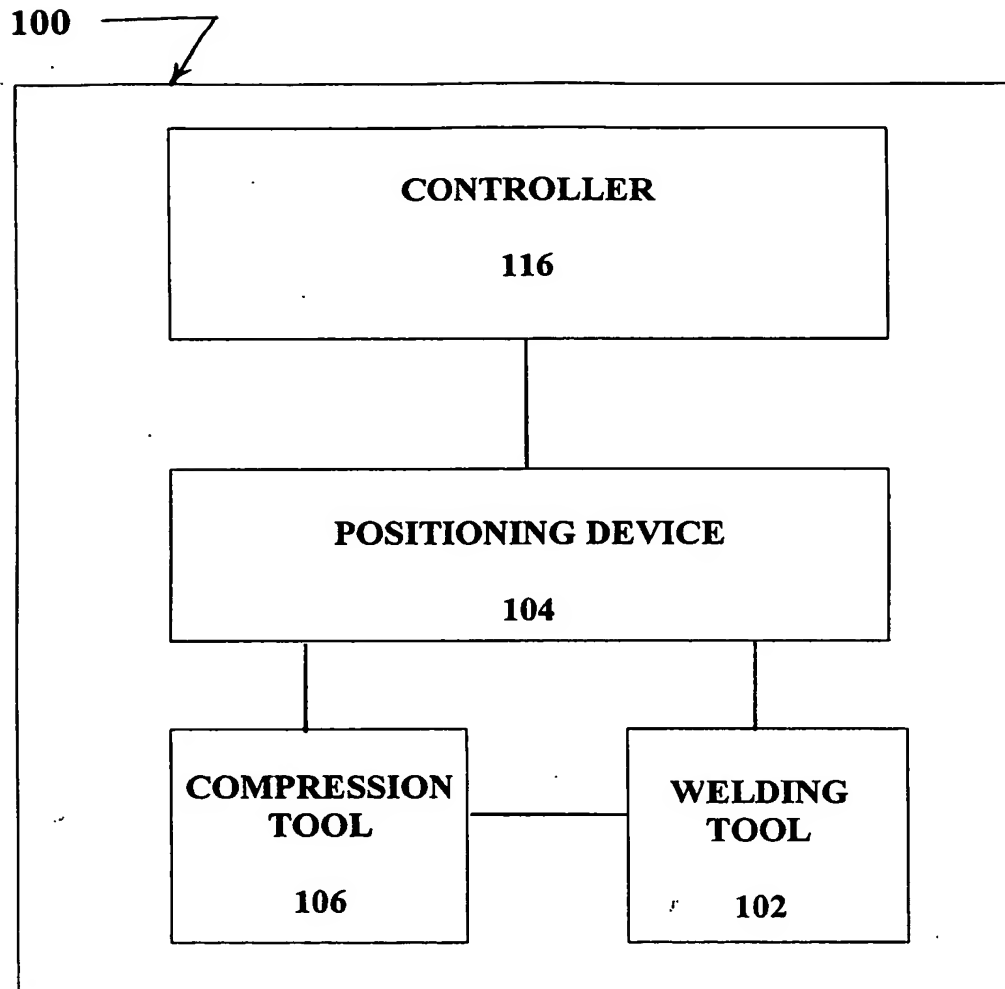 100
CONTROLLER
116
POSITIONING DEVICE
104
COMPRESSION
TOOL
106
WELDING
TOOL
102